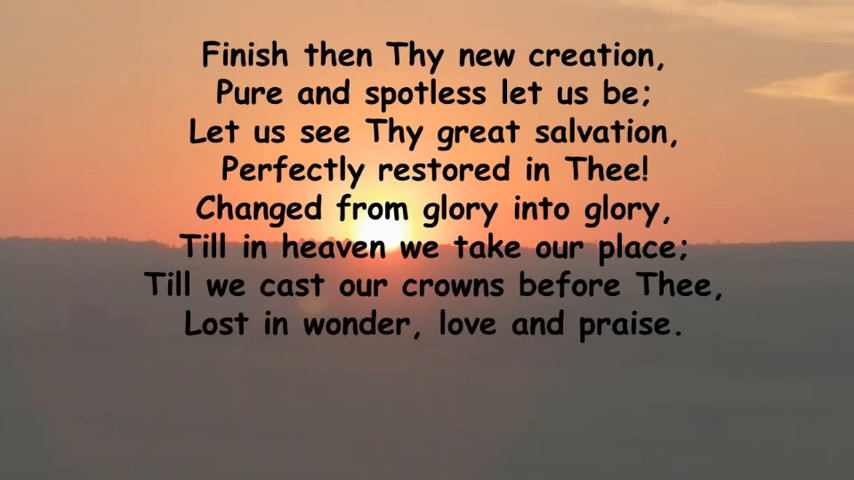 Finish then Thy new creation,
Pure and spotless let us be;
Let us see Thy great salvation,
Perfectly restored in Thee!
Changed from glory into glory,
Till in heaven we take our place;
Till we cast our crowns before Thee,
Lost in wonder, love and praise.